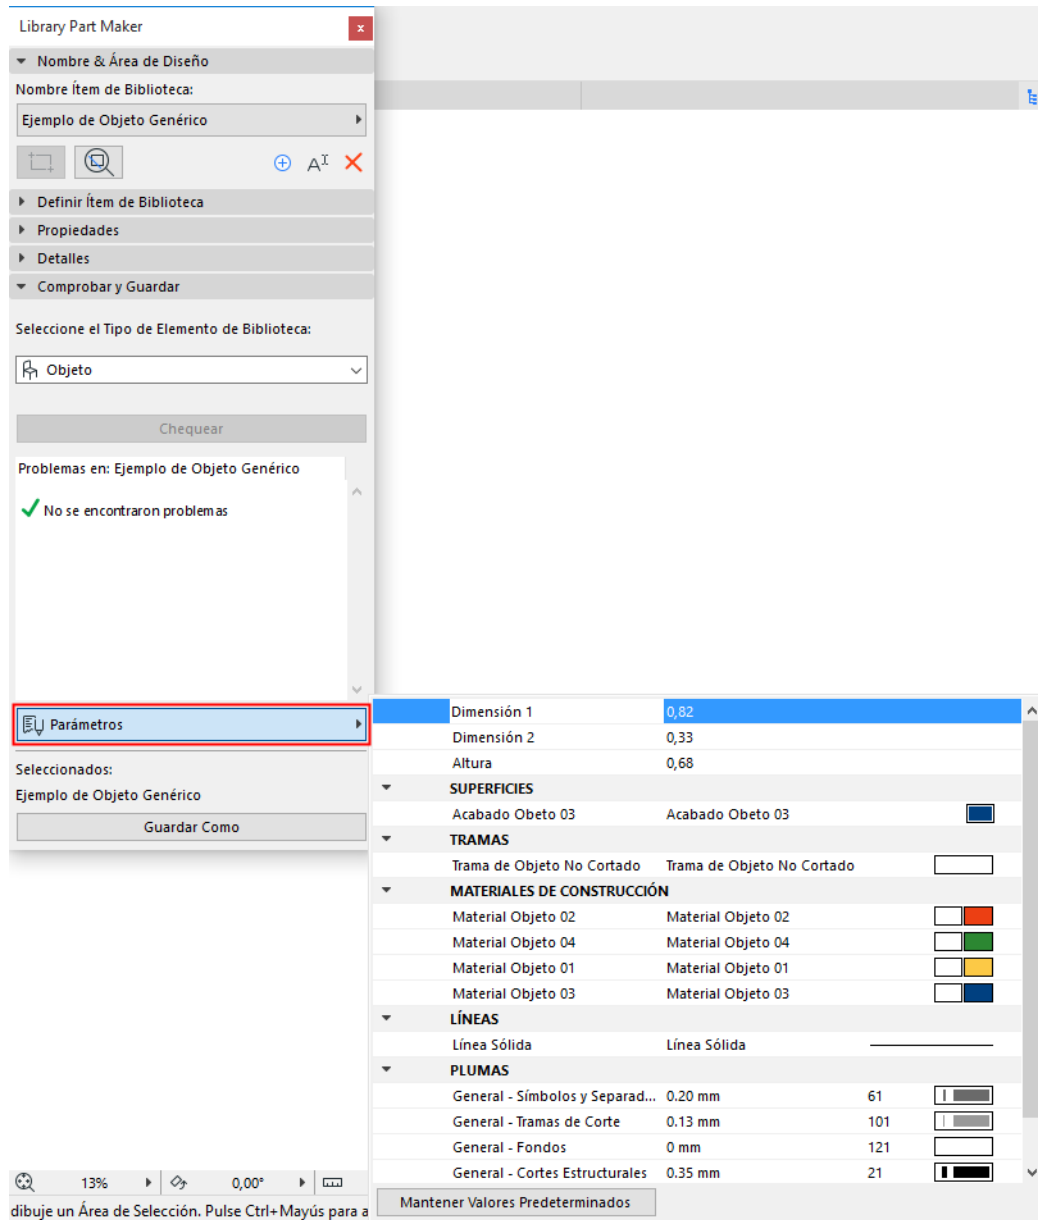 Library Part Maker
x
Nombre & Área de Diseño
Nombre Ítem de Biblioteca:
Ejemplo de Objeto Genérico
Definir Ítem de Biblioteca
Propiedades
Detalles
Comprobar y Guardar
Seleccione el Tipo de Elemento de Biblioteca:
Objeto
Chequear
Problemas en: Ejemplo de Objeto Genérico
No se encontraron problemas
Parámetros
Seleccionados:
Ejemplo de Objeto Genérico
Guardar Como
Dimensión 1 0,82
Dimensión 2 0,33
Altura 0,68
SUPERFICIES
Acabado Obeto 03 Acabado Obeto 03
TRAMAS
Trama de Objeto No Cortado Trama de Objeto No Cortado
MATERIALES DE CONSTRUCCIÓN
Material Objeto 02 Material Objeto 02
Material Objeto 04 Material Objeto 04
Material Objeto 01 Material Objeto 01
Material Objeto 03 Material Objeto 03
LÍNEAS
Línea Sólida Línea Sólida
PLUMAS
General - Símbolos y Separad... 0.20 mm 61
General - Tramas de Corte 0.13 mm 101
General - Fondos 0 mm 121
General - Cortes Estructurales 0.35 mm 21
Mantener Valores Predeterminados
13% 0,00°
dibuje un Área de Selección. Pulse Ctrl+Mayús para a